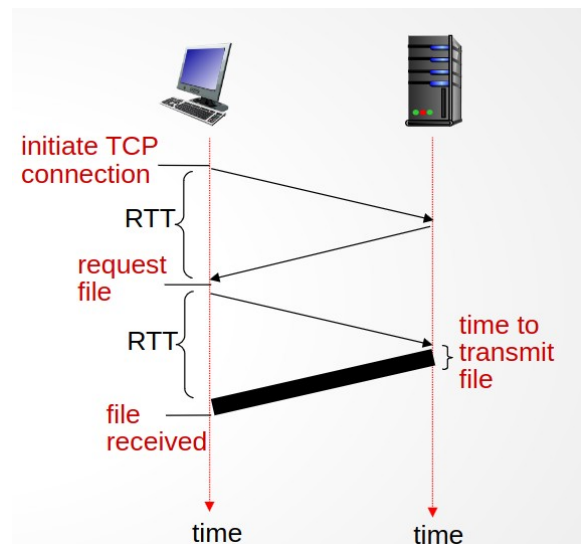 initiate TCP
connection
RTT
request
file
RTT
time to
transmit
file
file
received
time
time